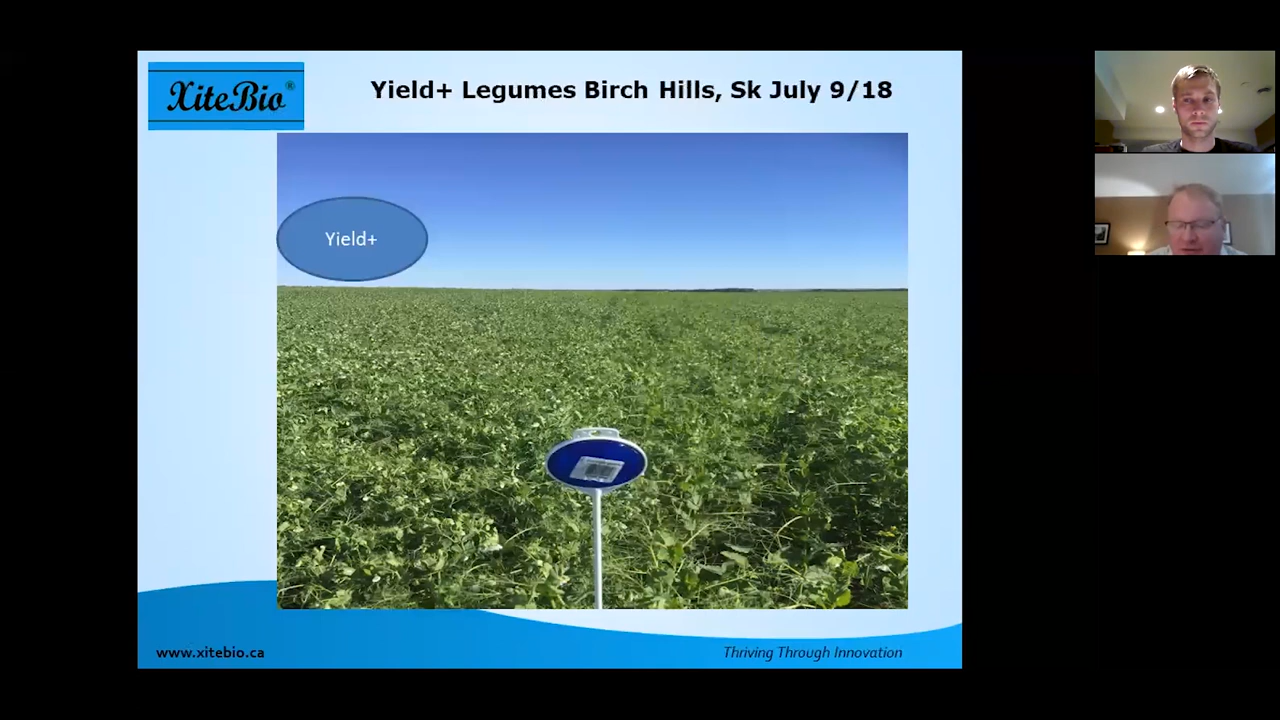 XiteBio®
Yield+ Legumes Birch Hills, Sk July 9/18
Yield+
www.xitebio.ca
Thriving Through Innovation